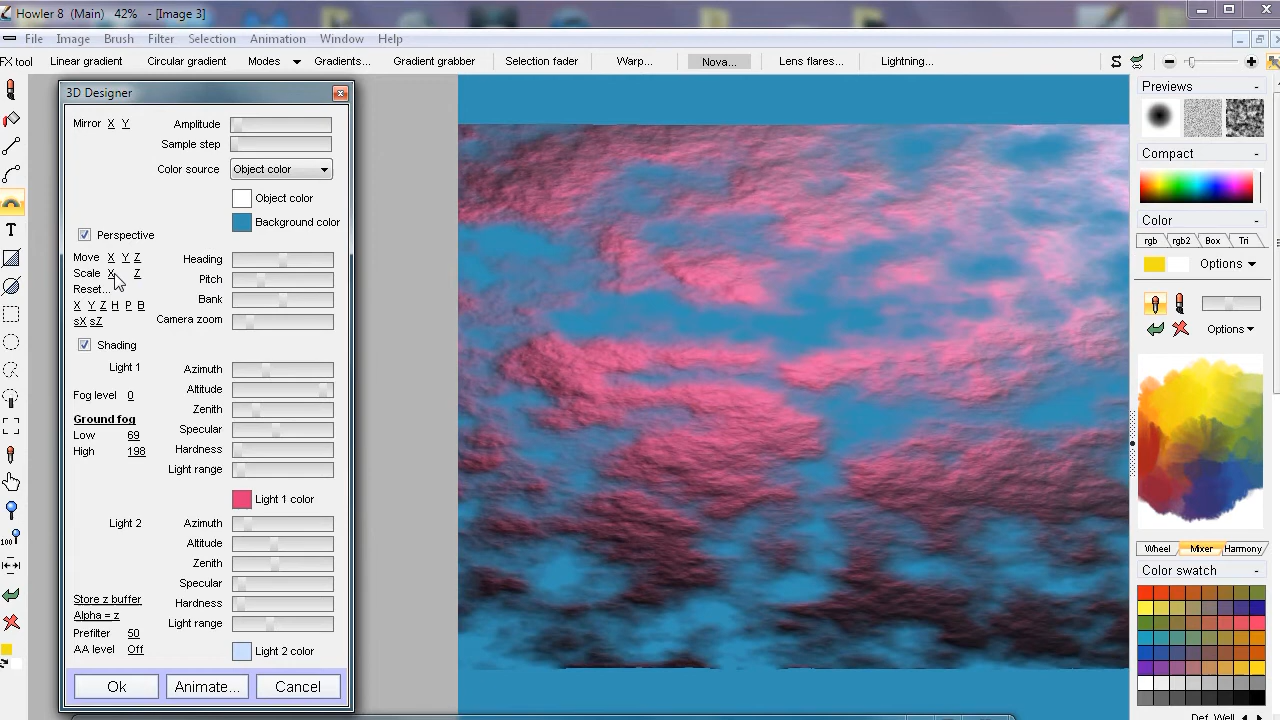 Howler 8 (Main) 42% - [Image 3]
File Image Brush Filter Selection Animation Window Help
FX tool Linear gradient Circular gradient Modes Gradients... Gradient grabber Selection fade Warp... Nova... Lens flares... Lightning... S
3D Designer
Previews
Mirror X Y Amplitude
Sample step
Compact
Color source Object color
Object color
Background color
Color
Perspective
rgb rgb2 Box Tri
Move X Y Z Heading
Options
Scale X Z Pitch
Reset...
X Y Z H P B Bank
sX sZ Camera zoom
Options
Shading
Light 1 Azimuth
Fog level 0 Altitude
Ground fog Zenith
Low 69 Specular
High 198 Hardness
Light range
Light 1 color
Light 2 Azimuth
Altitude
Wheel Mixer Harmony
Zenith
Color swatch
Specular
Store z buffer Hardness
Alpha = z Light range
Prefilter 50
AA level Off Light 2 color
Ok Animate... Cancel
100%
Def. Well